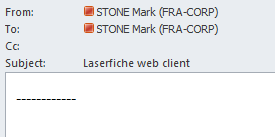 From: STONE Mark (FRA-CORP)
To: STONE Mark (FRA-CORP)
Cc:
Subject: Laserfiche web client
------------